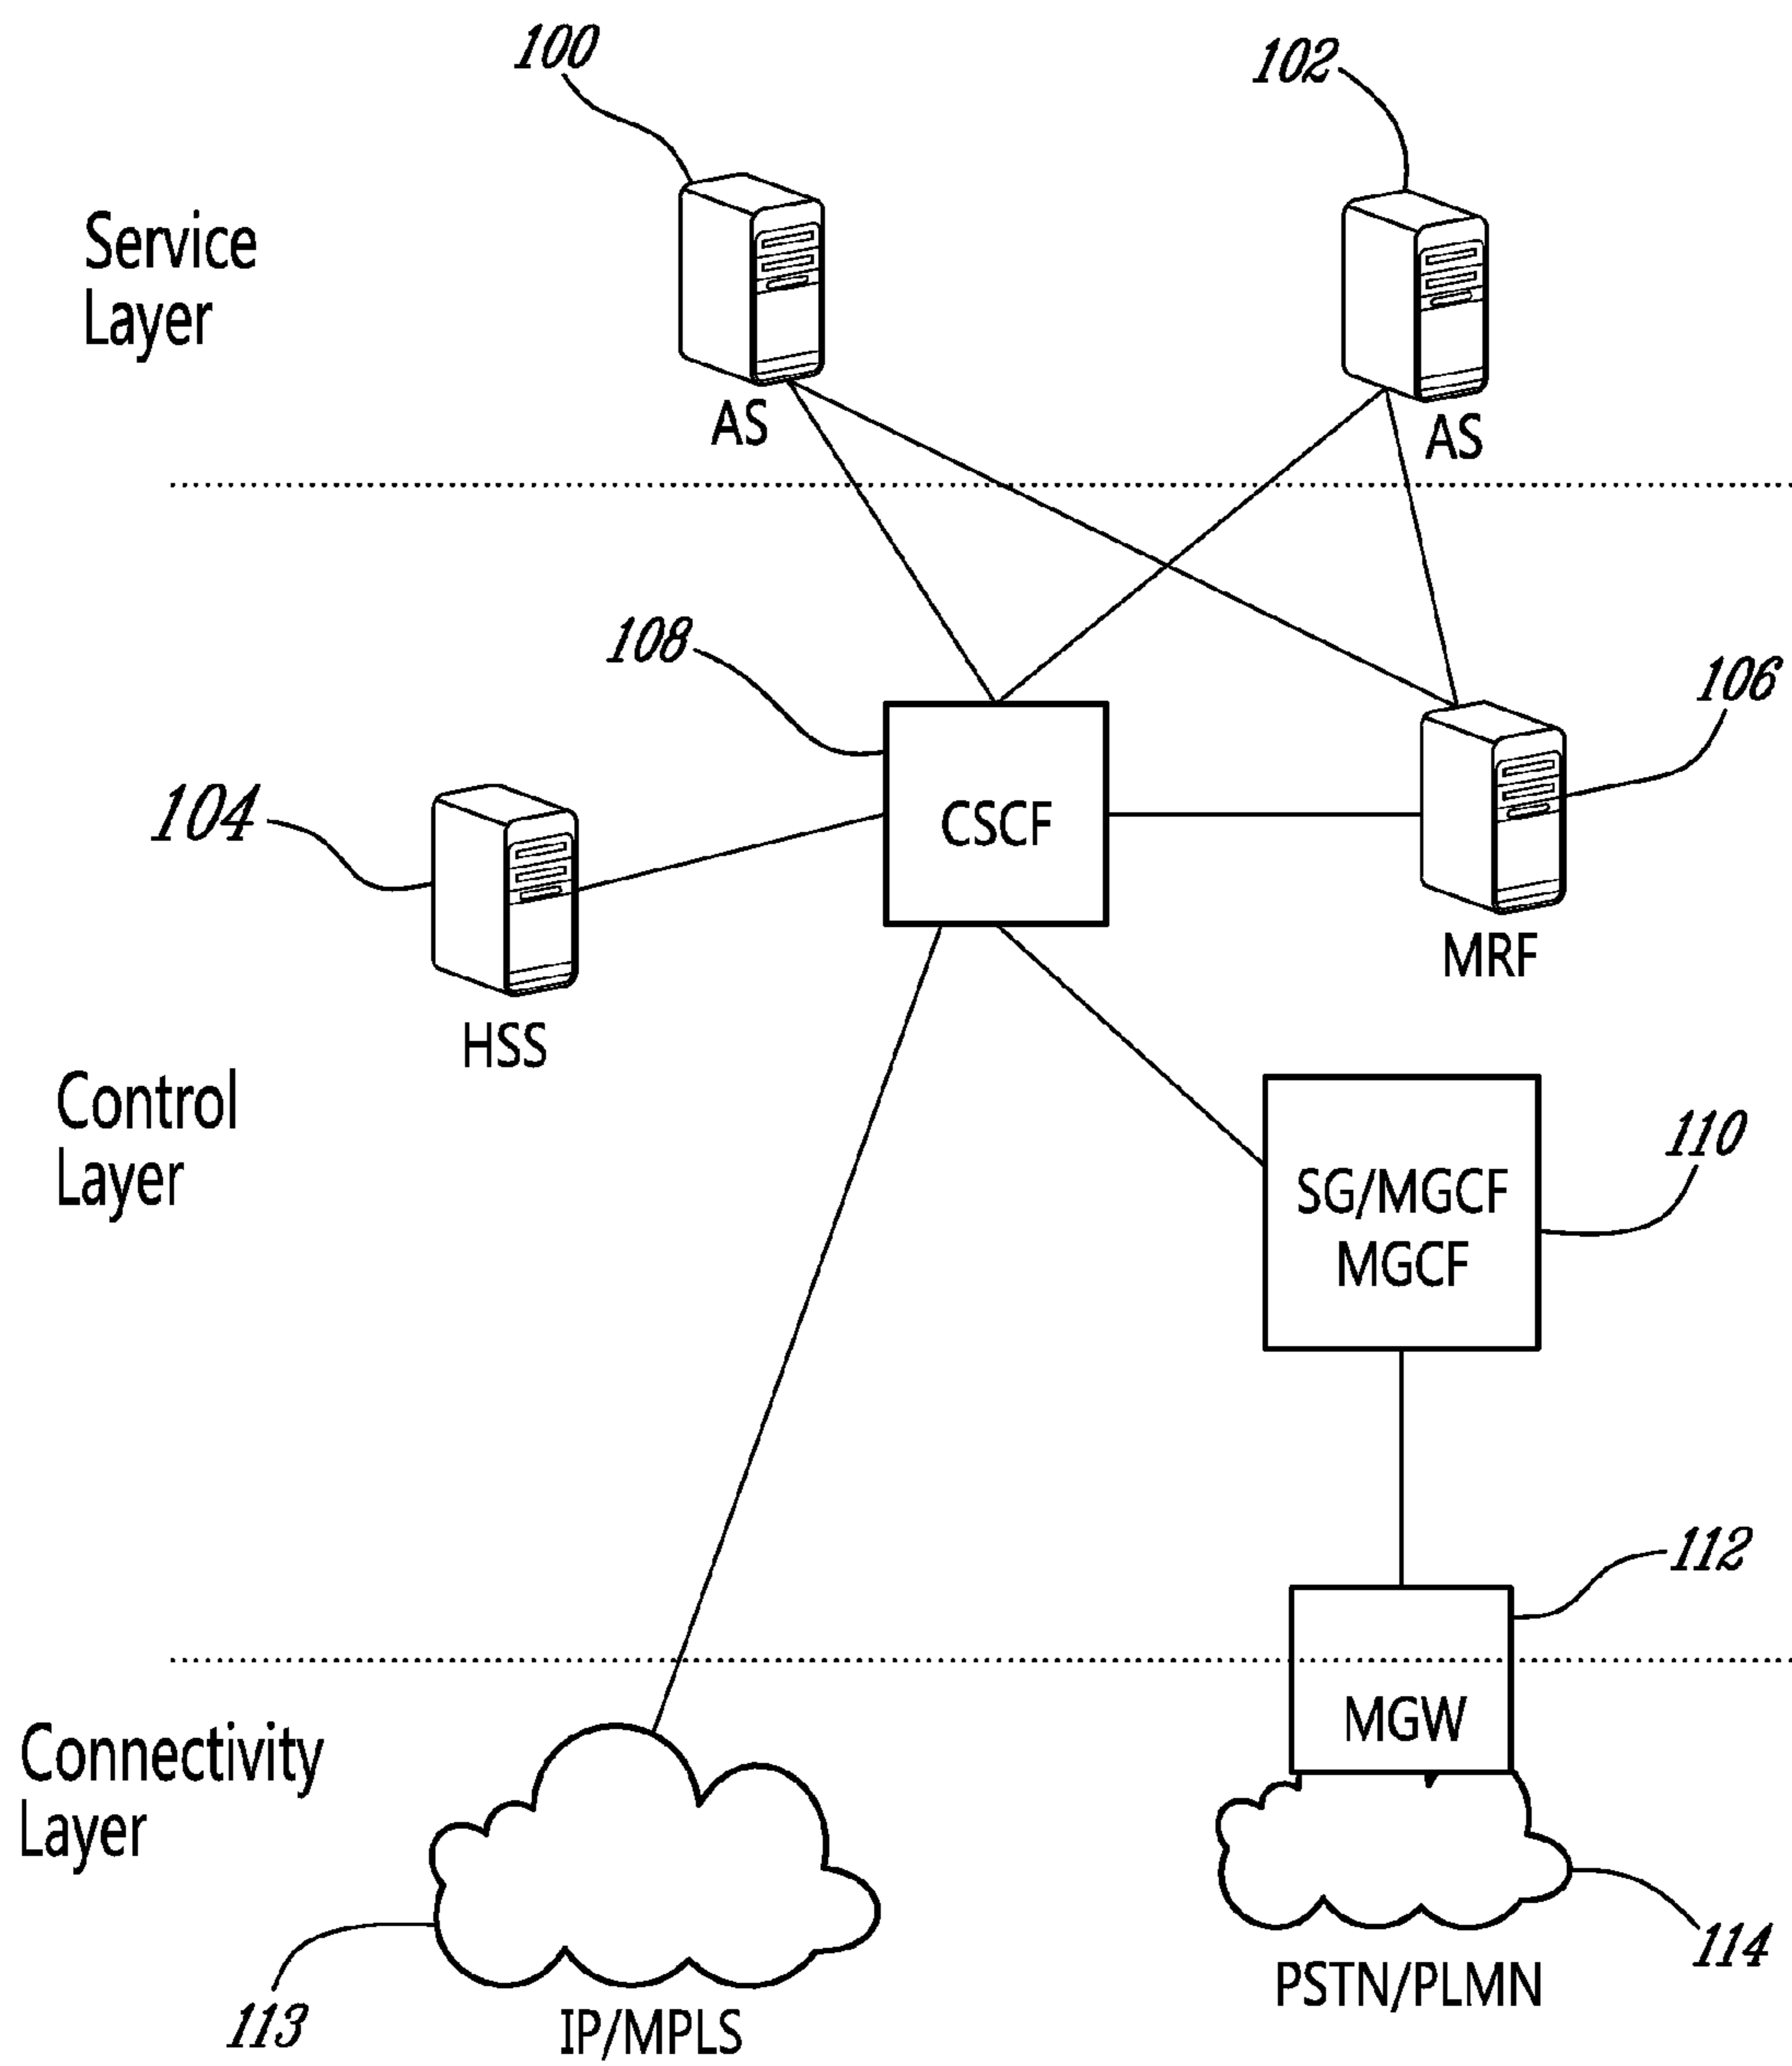 100
102
Service
Layer
AS
AS
108
106
104
CSCF
MRF
HSS
Control
Layer
110
SG/MGCF
MGCF
112
MGW
Connectivity
Layer
114
PSTN/PLMN
113
IP/MPLS